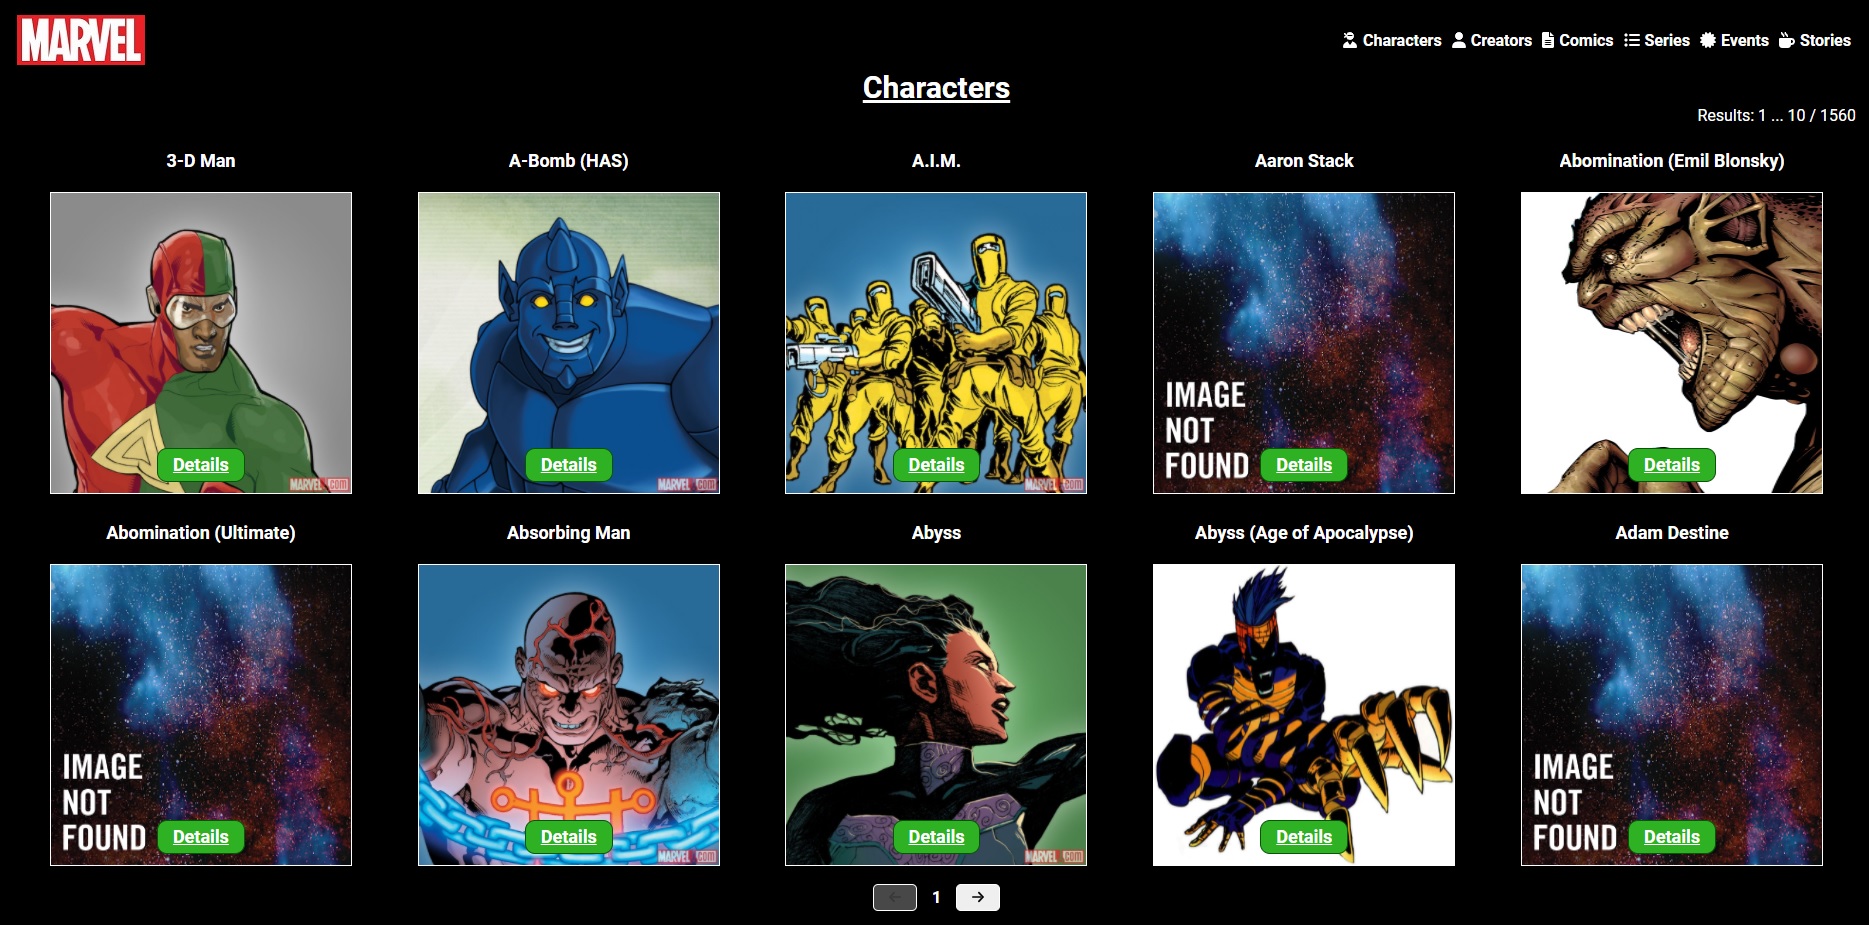 MARVEL
Characters Creators Comics Series Events Stories
Characters
Results: 1 ... 10 / 1560
3-D Man
A-Bomb (HAS)
A.I.M.
Aaron Stack
Abomination (Emil Blonsky)
MARVEL.com
MARVEL.com
MARVEL.com
IMAGE
NOT
FOUND
Details
Details
Details
Details
Details
Abomination (Ultimate)
Absorbing Man
Abyss
Abyss (Age of Apocalypse)
Adam Destine
IMAGE
NOT
FOUND
MARVEL.com
MARVEL.com
IMAGE
NOT
FOUND
Details
Details
Details
Details
Details
← 1 →